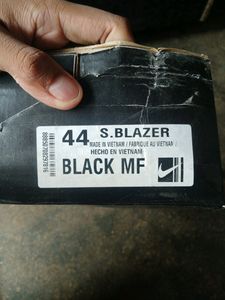 44 S.BLAZER
MADE IN VIETNAM / FABRIQUE AU VIETNAM /
HECHO EN VIETNAM
BLACK MF